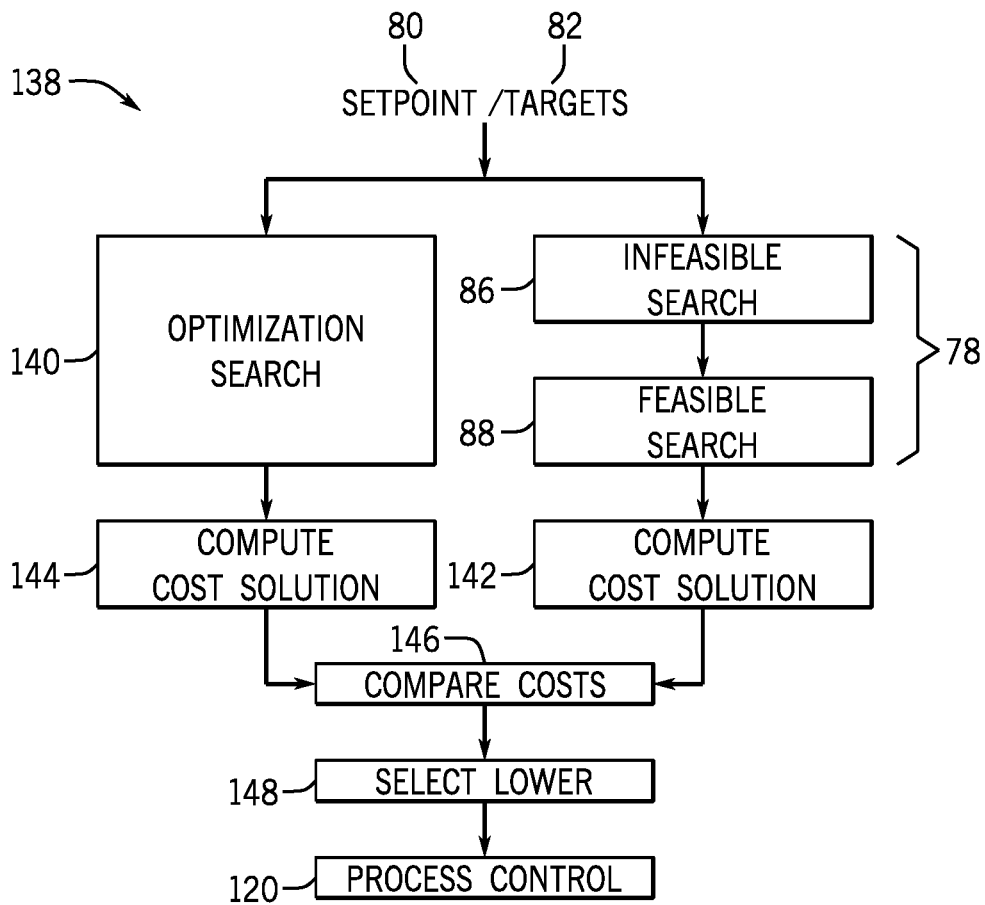 80
82
138
SETPOINT /TARGETS
INFEASIBLE
SEARCH
86
OPTIMIZATION
SEARCH
140
78
FEASIBLE
SEARCH
88
COMPUTE
COST SOLUTION
144
COMPUTE
COST SOLUTION
142
146
COMPARE COSTS
SELECT LOWER
148
PROCESS CONTROL
120